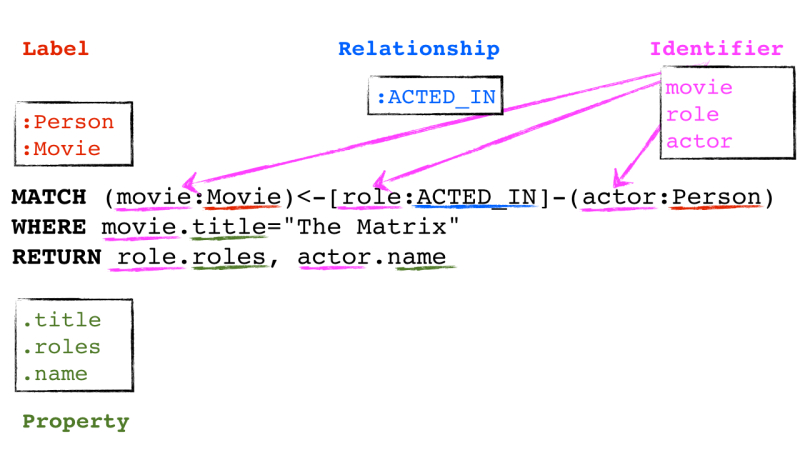 Label
Relationship
Identifier
:ACTED_IN
movie
role
actor
:Person
:Movie
MATCH (movie:Movie)<-[role:ACTED_IN]-(actor:Person)
WHERE movie.title="The Matrix"
RETURN role.roles, actor.name
.title
.roles
.name
Property